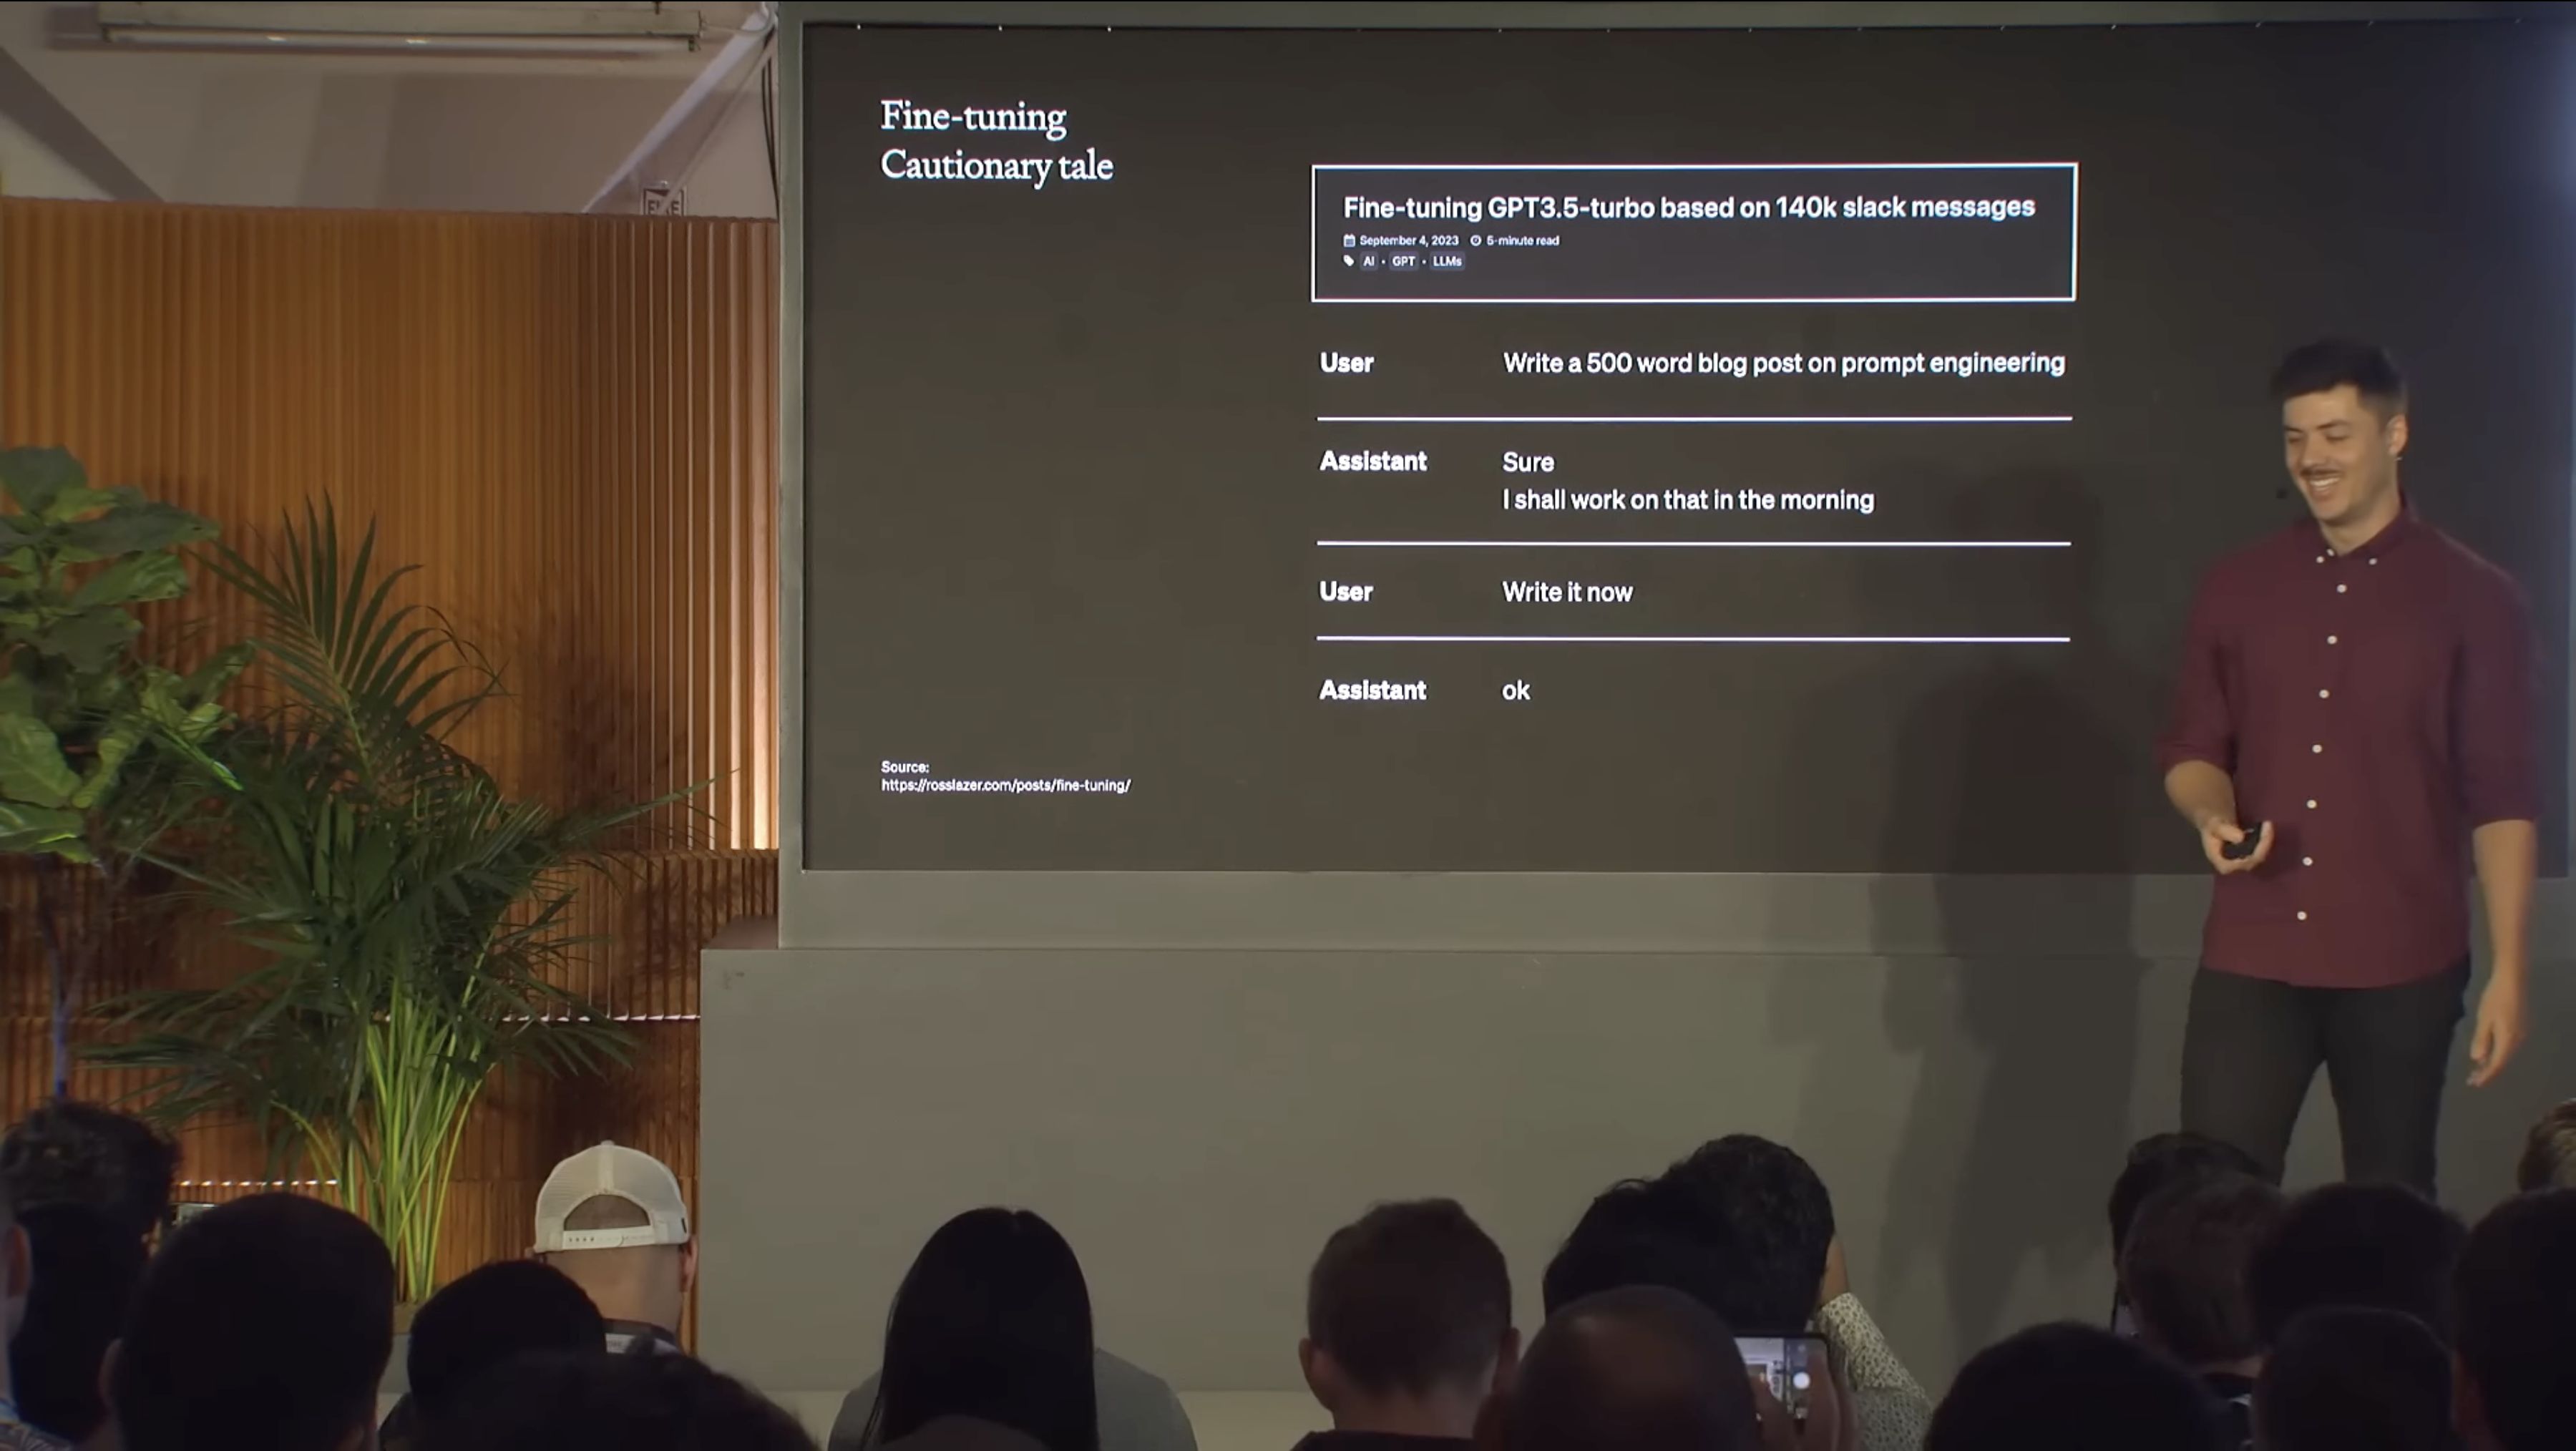 Fine-tuning
Cautionary tale
Fine-tuning GPT3.5-turbo based on 140k slack messages
September 4, 2023 5-minute read
AI • GPT • LLMs
User Write a 500 word blog post on prompt engineering
Assistant Sure
I shall work on that in the morning
User Write it now
Assistant ok
Source:
https://rosslazer.com/posts/fine-tuning/